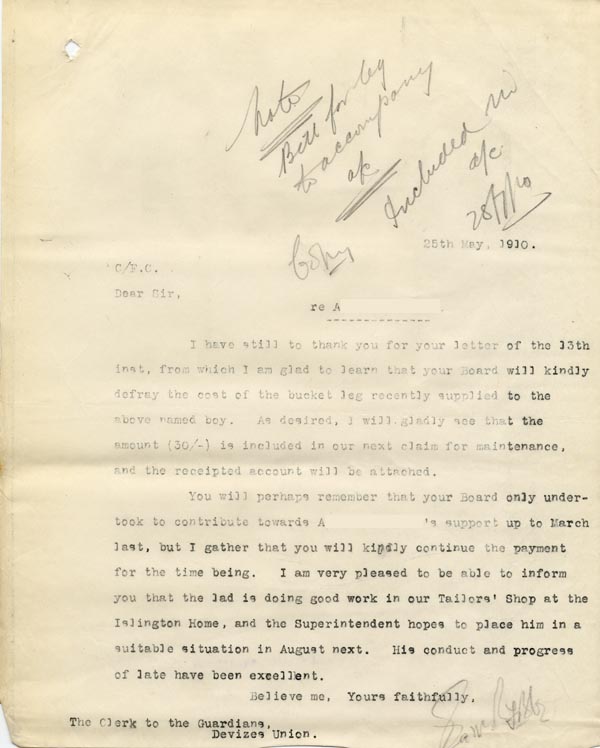 Note
Bill for leg
to accompany
a/c
Included in
a/c
28/7/10
Copy
25th May, 1910.
C/F.C.
Dear Sir,
re A
I have still to thank you for your letter of the 13th
inst, from which I am glad to learn that your Board will kindly
defray the cost of the bucket leg recently supplied to the
above named boy. As desired, I will gladly see that the
amount (30/-) is included in our next claim for maintenance,
and the receipted account will be attached.
You will perhaps remember that your Board only under-
took to contribute towards A 's support up to March
last, but I gather that you will kindly continue the payment
for the time being. I am very pleased to be able to inform
you that the lad is doing good work in our Tailors' Shop at the
Islington Home, and the Superintendent hopes to place him in a
suitable situation in August next. His conduct and progress
of late have been excellent.
Believe me, Yours faithfully,
The Clerk to the Guardians,
Devizes Union.